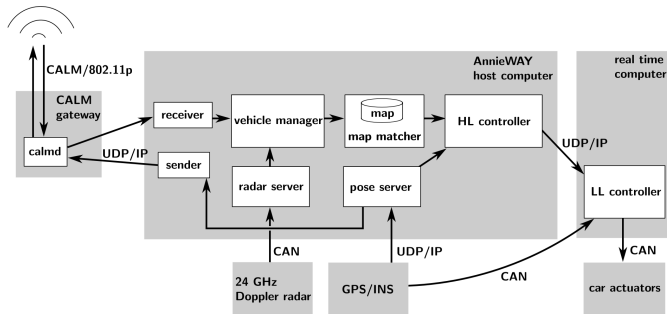 AnnieWAY
host computer
real time
computer
CALM/802.11p
CALM
gateway
receiver
vehicle manager
map
map matcher
HL controller
calmd
UDP/IP
sender
UDP/IP
radar server
pose server
LL controller
CAN
UDP/IP
CAN
CAN
24 GHz
Doppler radar
GPS/INS
car actuators